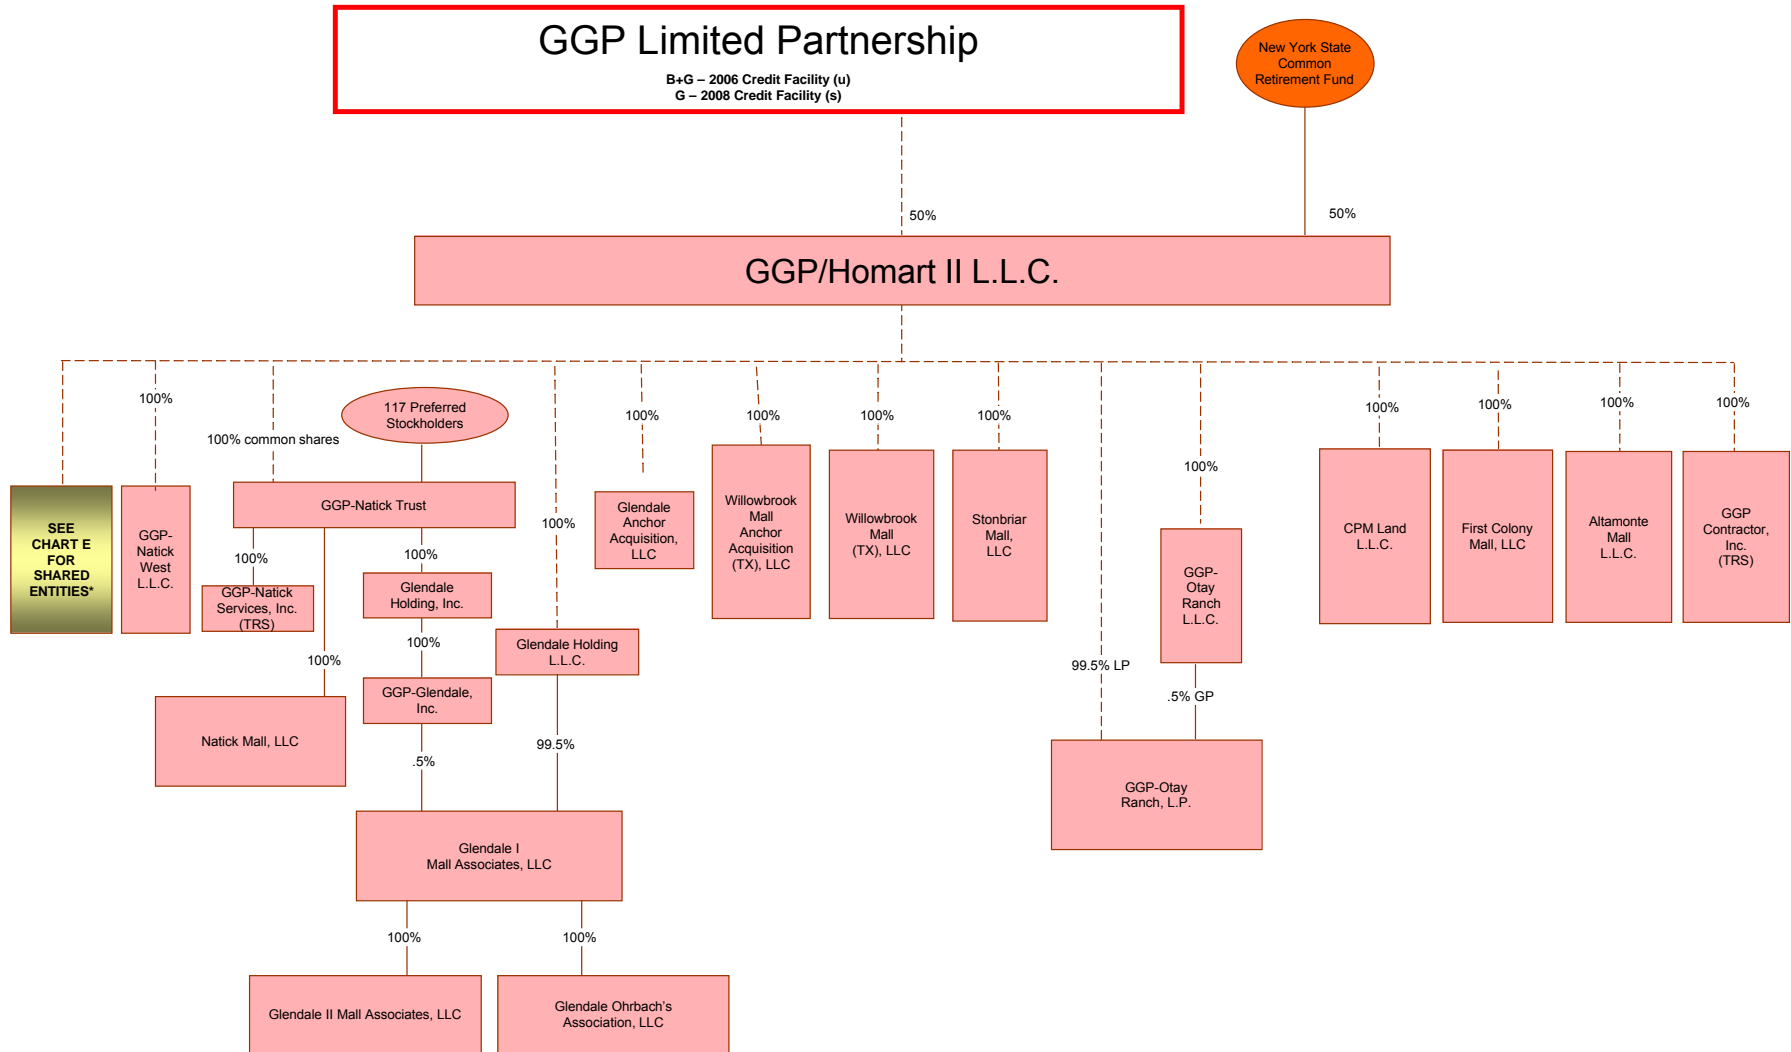 GGP Limited Partnership
B+G – 2006 Credit Facility (u)
G – 2008 Credit Facility (s)
New York State
Common
Retirement Fund
50%
50%
GGP/Homart II L.L.C.
100%
100% common shares
117 Preferred
Stockholders
100%
100%
100%
100%
100%
100%
100%
100%
100%
100%
100%
SEE
CHART E
FOR
SHARED
ENTITIES*
GGP-
Natick
West
L.L.C.
GGP-Natick Trust
Glendale
Anchor
Acquisition,
LLC
Willowbrook
Mall
Anchor
Acquisition
(TX), LLC
Willowbrook
Mall
(TX), LLC
Stonbriar
Mall,
LLC
GGP-
Otay
Ranch
L.L.C.
CPM Land
L.L.C.
First Colony
Mall, LLC
Altamonte
Mall
L.L.C.
GGP
Contractor,
Inc.
(TRS)
100%
100%
GGP-Natick
Services, Inc.
(TRS)
Glendale
Holding, Inc.
100%
100%
Glendale Holding
L.L.C.
99.5% LP
.5% GP
GGP-Glendale,
Inc.
Natick Mall, LLC
.5%
99.5%
GGP-Otay
Ranch, L.P.
Glendale I
Mall Associates, LLC
100%
100%
Glendale II Mall Associates, LLC
Glendale Ohrbach's
Association, LLC